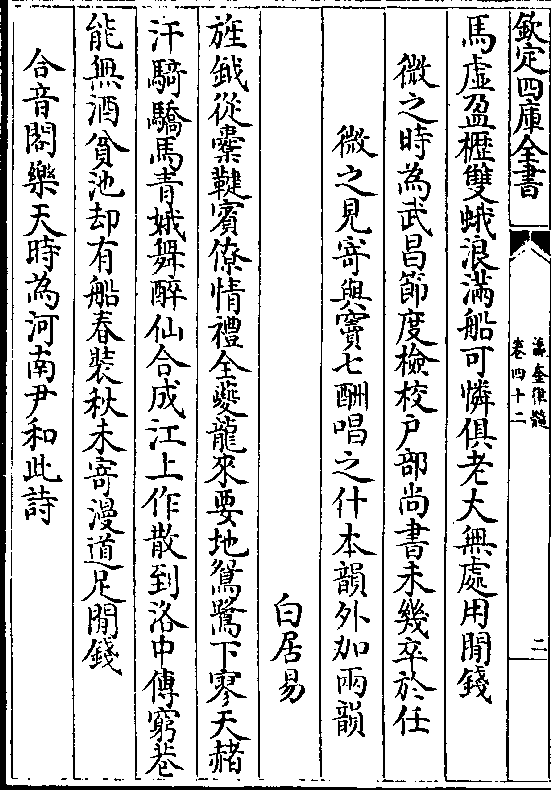 欽定四庫全書
瀛奎律髓
卷四十二
二
馬虛盈櫪雙蛾浪滿船可憐俱老大無處用閒錢
微之時為武昌節度檢校戶部尚書未幾卒於任
微之見寄與竇七酬唱之什本韻外加兩韻
白居易
旌鉞從櫜鞬賓僚情禮全夔龍來要地鴛鷺下寥天赭
汗騎驕馬青娥舞醉仙合成江上作散到洛中傳窮巷
能無酒貧池却有船春裝秋未寄漫道足閒錢
合音閤樂天時為河南尹和此詩